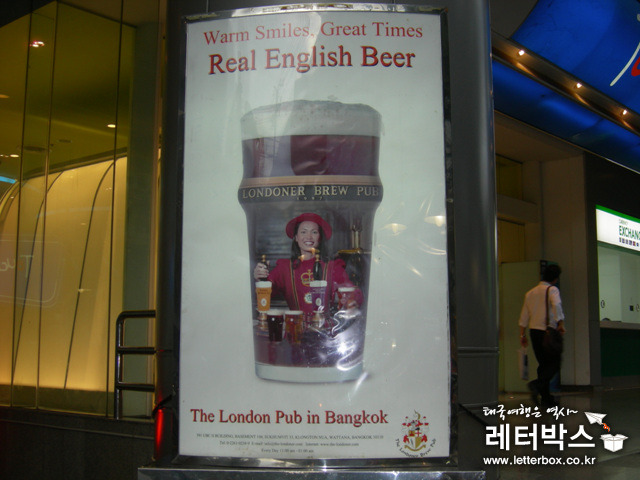 Warm Smiles, Great Times
Real English Beer
LONDONER BREW PUB
The London Pub in Bangkok
EXCHANG
태국여행은 역시~
레터박스
www.letterbox.co.kr